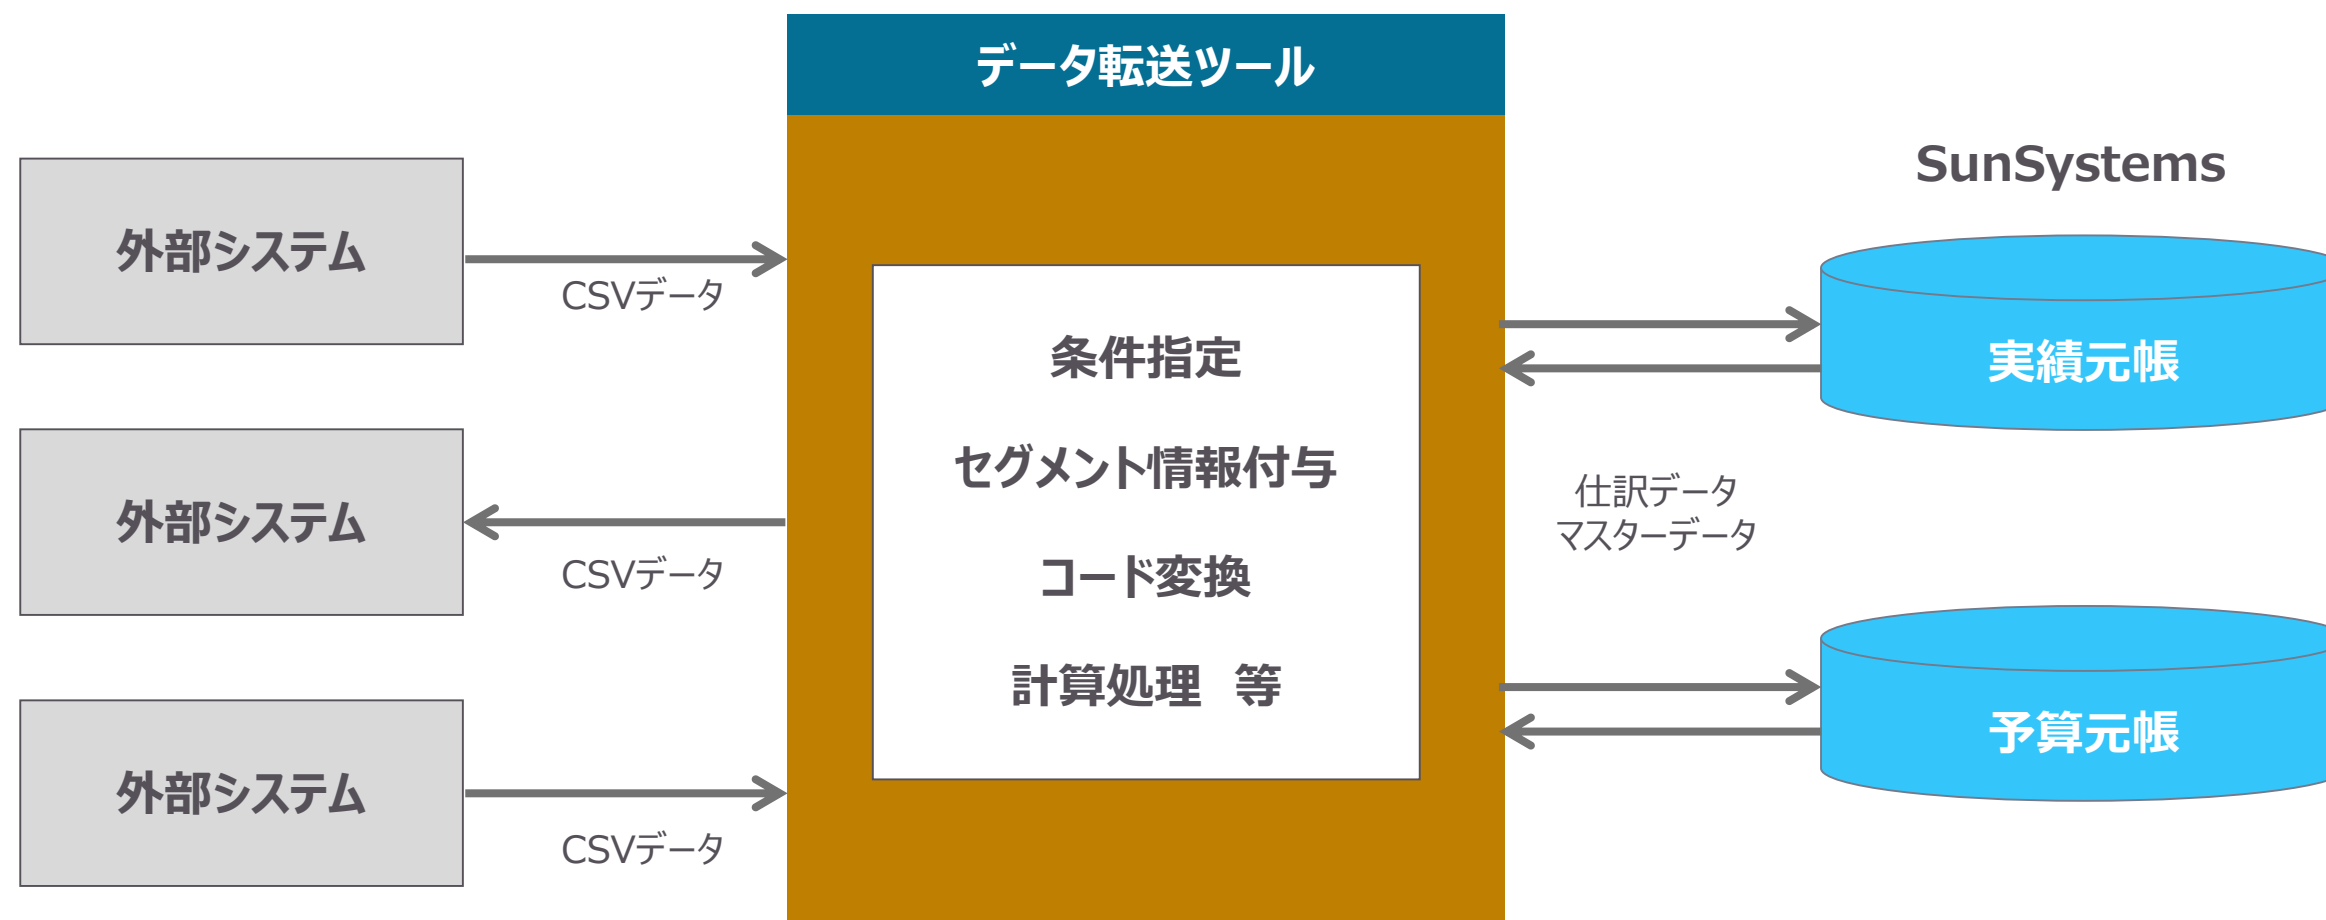 データ転送ツール
外部システム
CSVデータ
外部システム
CSVデータ
外部システム
CSVデータ
条件指定
セグメント情報付与
コード変換
計算処理　等
仕訳データ
マスターデータ
SunSystems
実績元帳
予算元帳